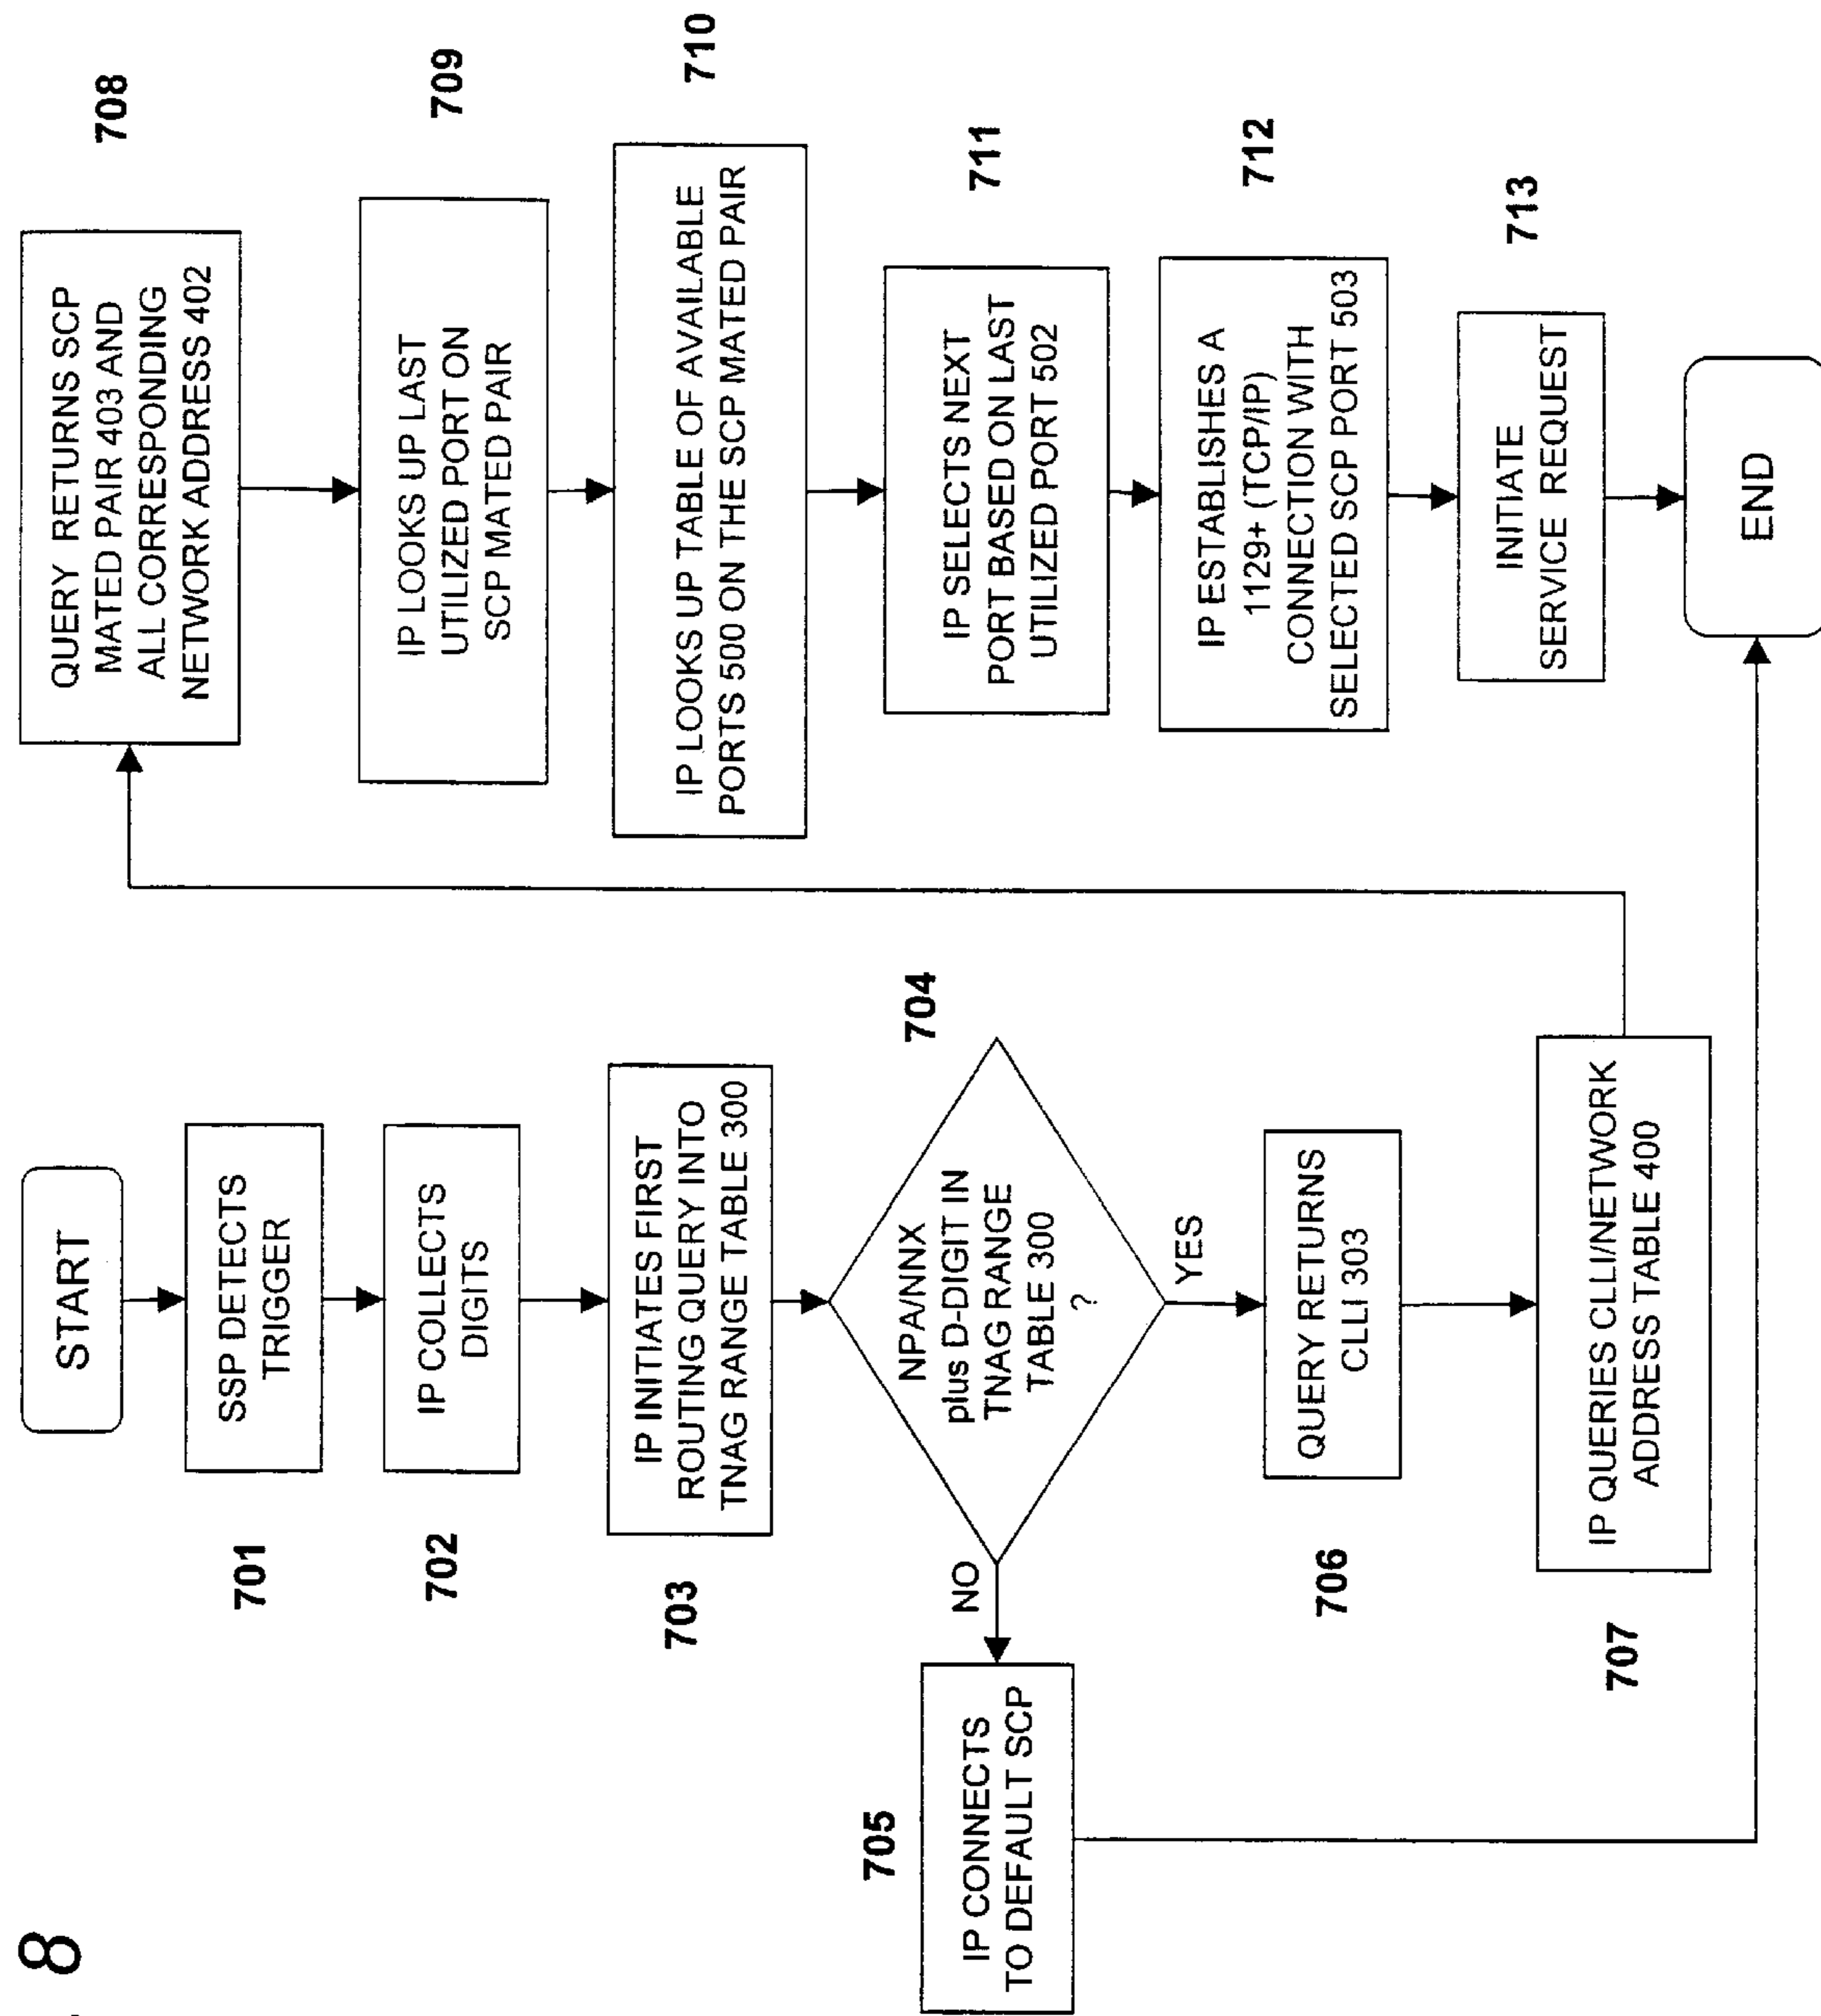 8
START
701
SSP DETECTS
TRIGGER
702
IP COLLECTS
DIGITS
703
IP INITIATES FIRST
ROUTING QUERY INTO
TNAG RANGE TABLE 300
704
NPA/NNX
plus D-DIGIT IN
TNAG RANGE
TABLE 300
?
NO
YES
705
IP CONNECTS
TO DEFAULT SCP
706
QUERY RETURNS
CLLI 303
707
IP QUERIES CLLI/NETWORK
ADDRESS TABLE 400
708
QUERY RETURNS SCP
MATED PAIR 403 AND
ALL CORRESPONDING
NETWORK ADDRESS 402
709
IP LOOKS UP LAST
UTILIZED PORT ON
SCP MATED PAIR
710
IP LOOKS UP TABLE OF AVAILABLE
PORTS 500 ON THE SCP MATED PAIR
711
IP SELECTS NEXT
PORT BASED ON LAST
UTILIZED PORT 502
712
IP ESTABLISHES A
1129+ (TCP/IP)
CONNECTION WITH
SELECTED SCP PORT 503
713
INITIATE
SERVICE REQUEST
END